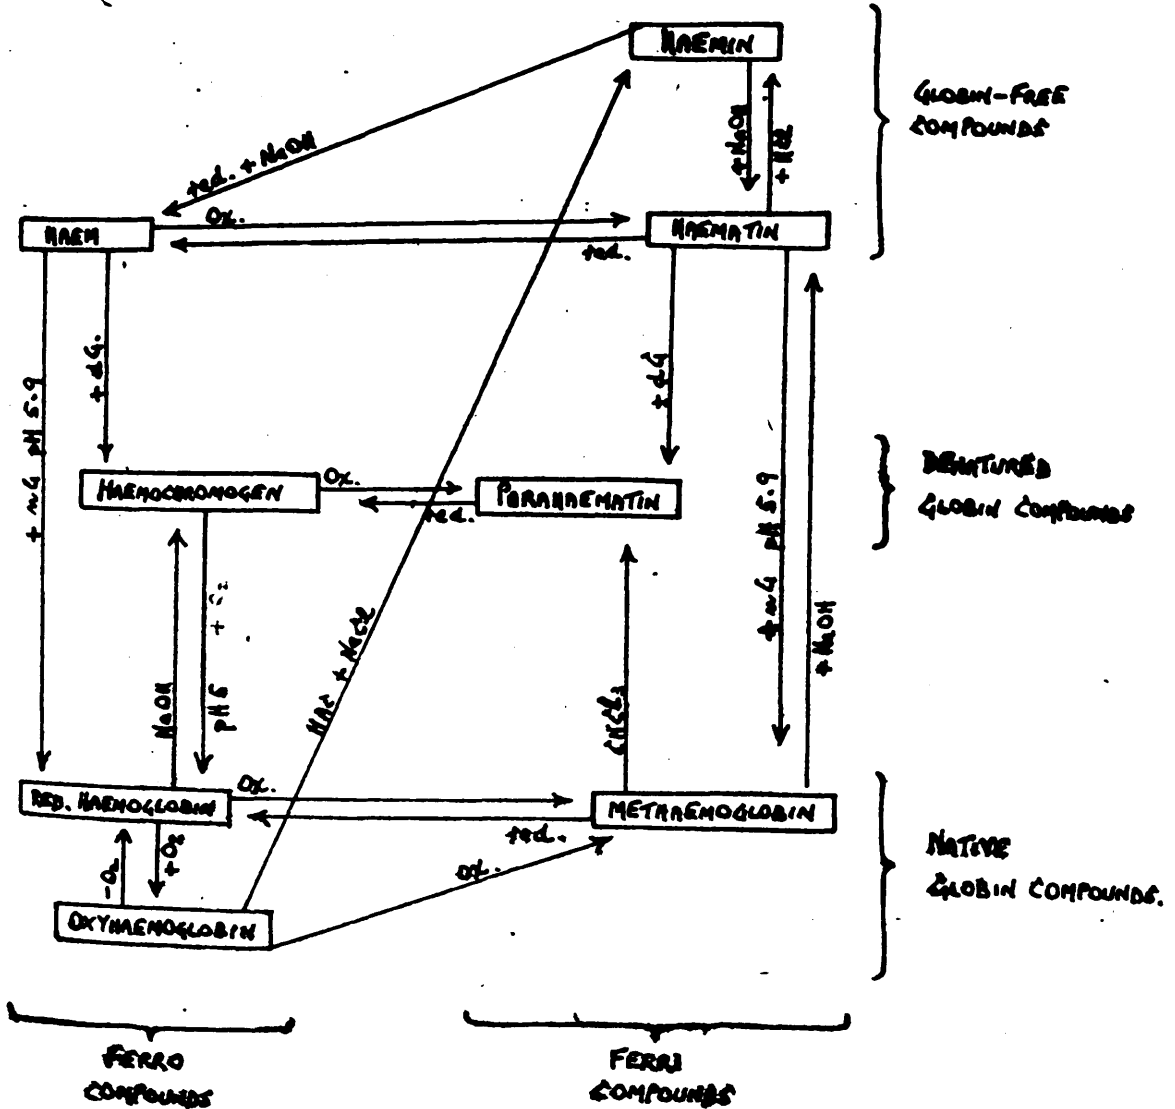 HAEMIN
GLOBIN-FREE
COMPOUNDS
red. + NaOH
+ NaOH
+ HCl
HAEM
Ox.
HAEMATIN
red.
+ dG.
+ dG
+ nG pH 5.9
+ nG pH 5.9
+ NaOH
HAEMOCHROMOGEN
Ox.
red.
PARAHAEMATIN
DENATURED
GLOBIN COMPOUNDS
NaOH
pH 5
HAc + NaCl
CHCl3
RED. HAEMOGLOBIN
Ox.
red.
METHAEMOGLOBIN
-O2
+O2
ox.
OXYHAEMOGLOBIN
NATIVE
GLOBIN COMPOUNDS.
FERRO
COMPOUNDS
FERRI
COMPOUNDS